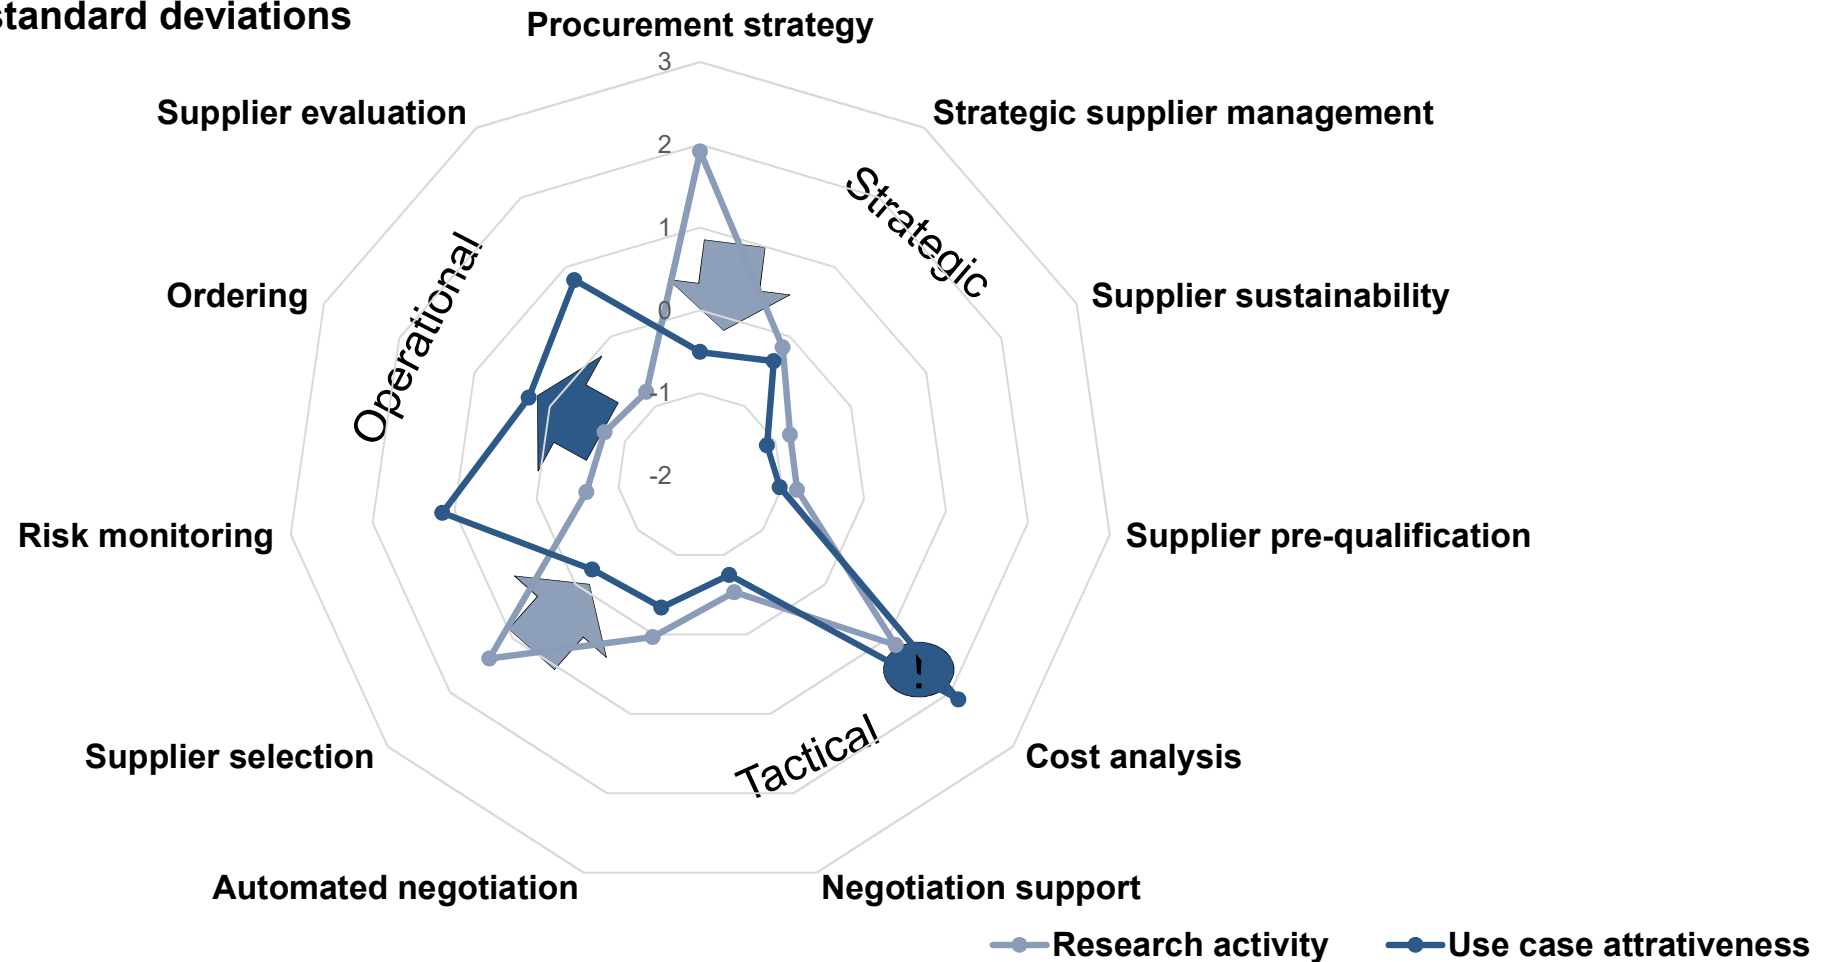 standard deviations
Procurement strategy
3
Supplier evaluation
Strategic supplier management
2
Strategic
1
Operational
Ordering
Supplier sustainability
0
-1
-2
Risk monitoring
Supplier pre-qualification
!
Tactical
Supplier selection
Cost analysis
Automated negotiation
Negotiation support
Research activity
Use case attrativeness